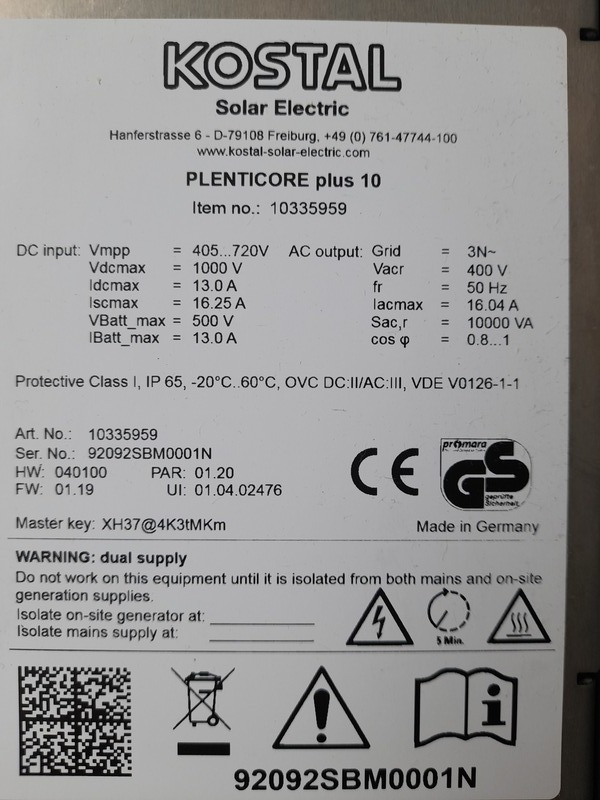 KOSTAL
Solar Electric
Hanferstrasse 6 - D-79108 Freiburg, +49 (0) 761-47744-100
www.kostal-solar-electric.com
PLENTICORE plus 10
Item no.: 10335959
DC input: Vmpp = 405...720V AC output: Grid = 3N~
Vdcmax = 1000 V Vacr = 400 V
Idcmax = 13.0 A fr = 50 Hz
Iscmax = 16.25 A Iacmax = 16.04 A
VBatt_max = 500 V Sac,r = 10000 VA
IBatt_max = 13.0 A cos φ = 0.8...1
Protective Class I, IP 65, -20°C..60°C, OVC DC:II/AC:III, VDE V0126-1-1
Art. No.: 10335959
Ser. No.: 92092SBM0001N
HW: 040100 PAR: 01.20
FW: 01.19 UI: 01.04.02476
CE
promara
GS
geprüfte
Sicherheit
Master key: XH37@4K3tMKm Made in Germany
WARNING: dual supply
Do not work on this equipment until it is isolated from both mains and on-site
generation supplies.
Isolate on-site generator at:
Isolate mains supply at:
5 Min.
92092SBM0001N